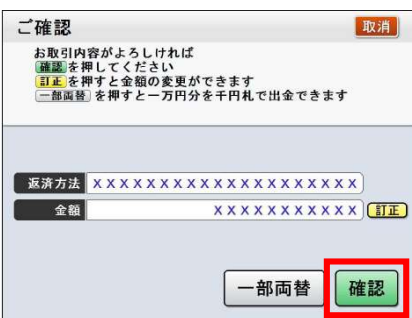 ご確認
取消
お取引内容がよろしければ
確認を押してください
訂正を押すと金額の変更ができます
一部両替を押すと一万円分を千円札で出金できます
返済方法 XXXXXXXXXXXXXXXXXXXX
金額 XXXXXXXXXXX 訂正
一部両替 確認